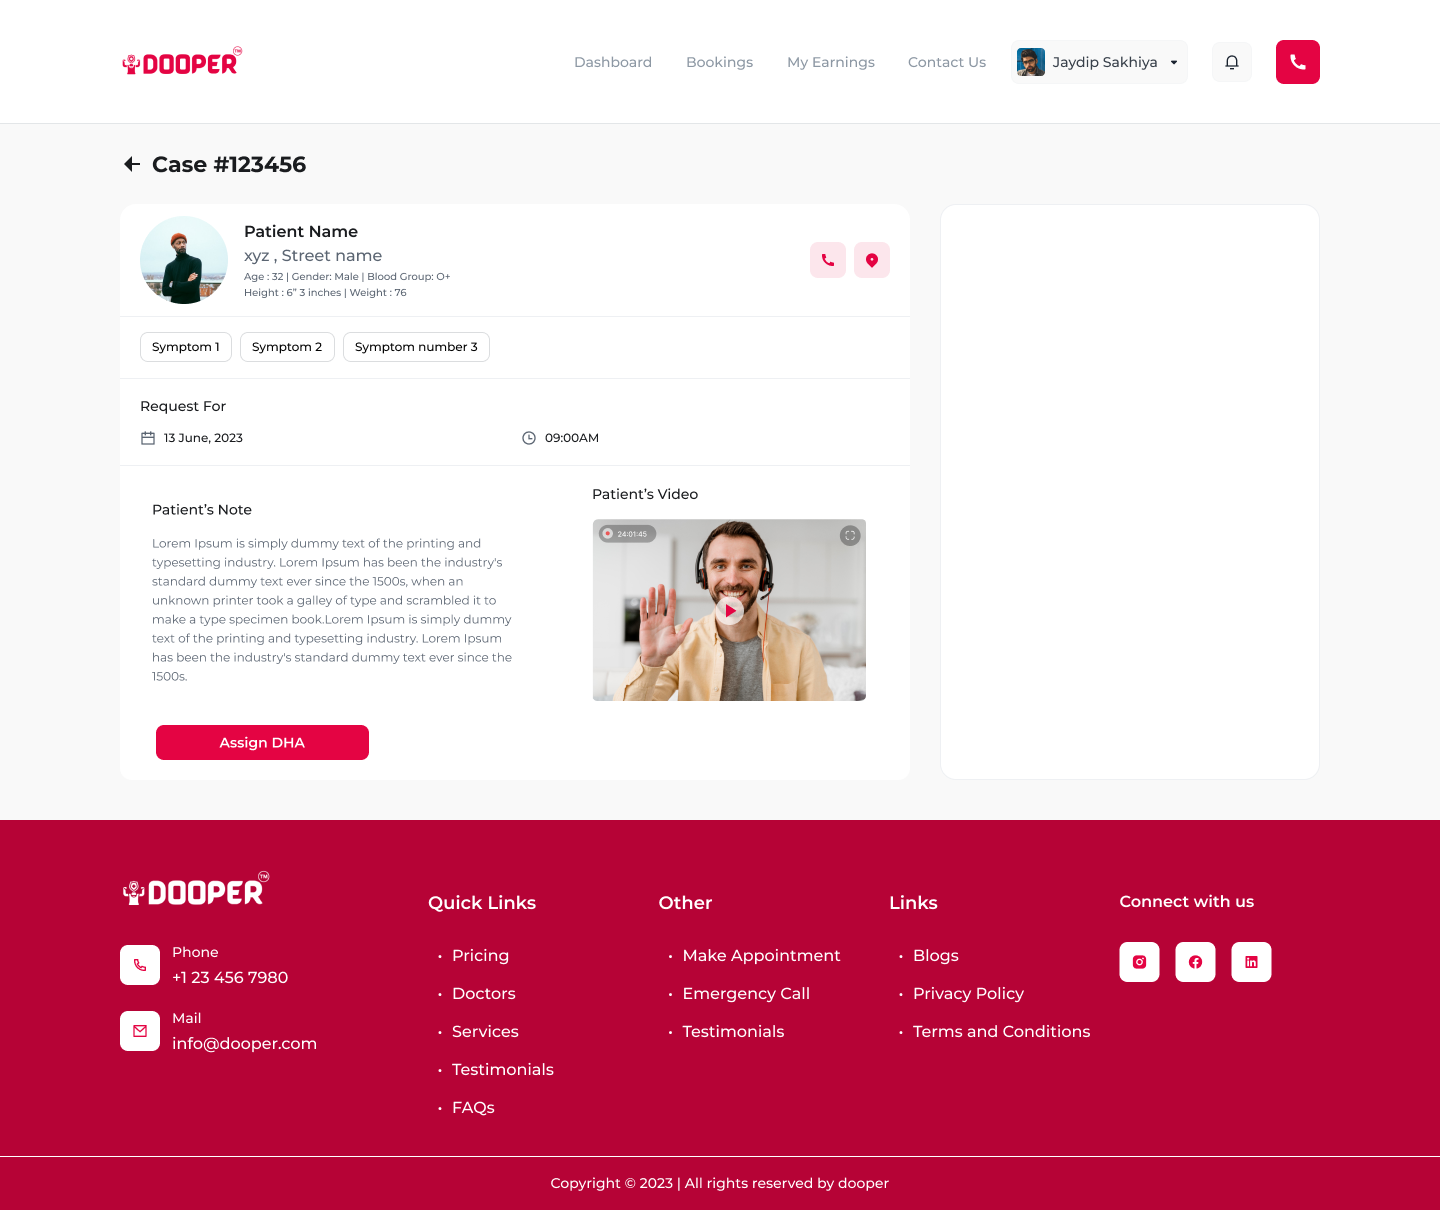 DOOPER TM
Dashboard Bookings My Earnings Contact Us Jaydip Sakhiya
Case #123456
Patient Name
xyz , Street name
Age : 32 | Gender: Male | Blood Group: O+
Height : 6” 3 inches | Weight : 76
Symptom 1 Symptom 2 Symptom number 3
Request For
13 June, 2023 09:00AM
Patient’s Note
Lorem Ipsum is simply dummy text of the printing and
typesetting industry. Lorem Ipsum has been the industry's
standard dummy text ever since the 1500s, when an
unknown printer took a galley of type and scrambled it to
make a type specimen book.Lorem Ipsum is simply dummy
text of the printing and typesetting industry. Lorem Ipsum
has been the industry's standard dummy text ever since the
1500s.
Patient’s Video
24:01:45
Assign DHA
DOOPER TM
Phone
+1 23 456 7980
Mail
info@dooper.com
Quick Links
• Pricing
• Doctors
• Services
• Testimonials
• FAQs
Other
• Make Appointment
• Emergency Call
• Testimonials
Links
• Blogs
• Privacy Policy
• Terms and Conditions
Connect with us
Copyright © 2023 | All rights reserved by dooper